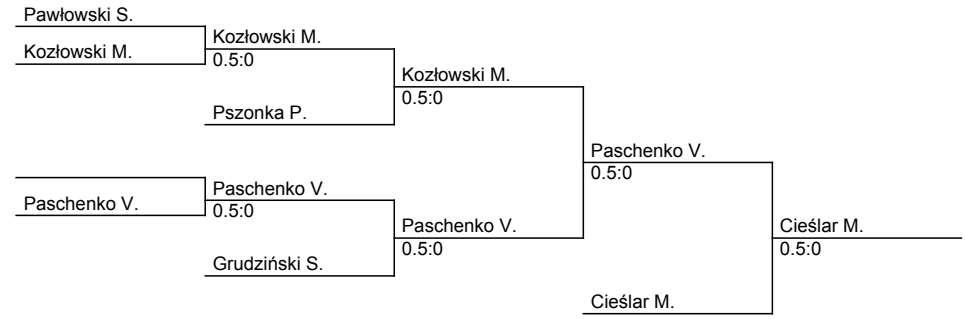 Pawłowski S.
Kozłowski M.
Kozłowski M.
0.5:0
Pszonka P.
Kozłowski M.
0.5:0
Paschenko V.
Paschenko V.
0.5:0
Grudziński S.
Paschenko V.
0.5:0
Paschenko V.
0.5:0
Cieślar M.
Cieślar M.
0.5:0